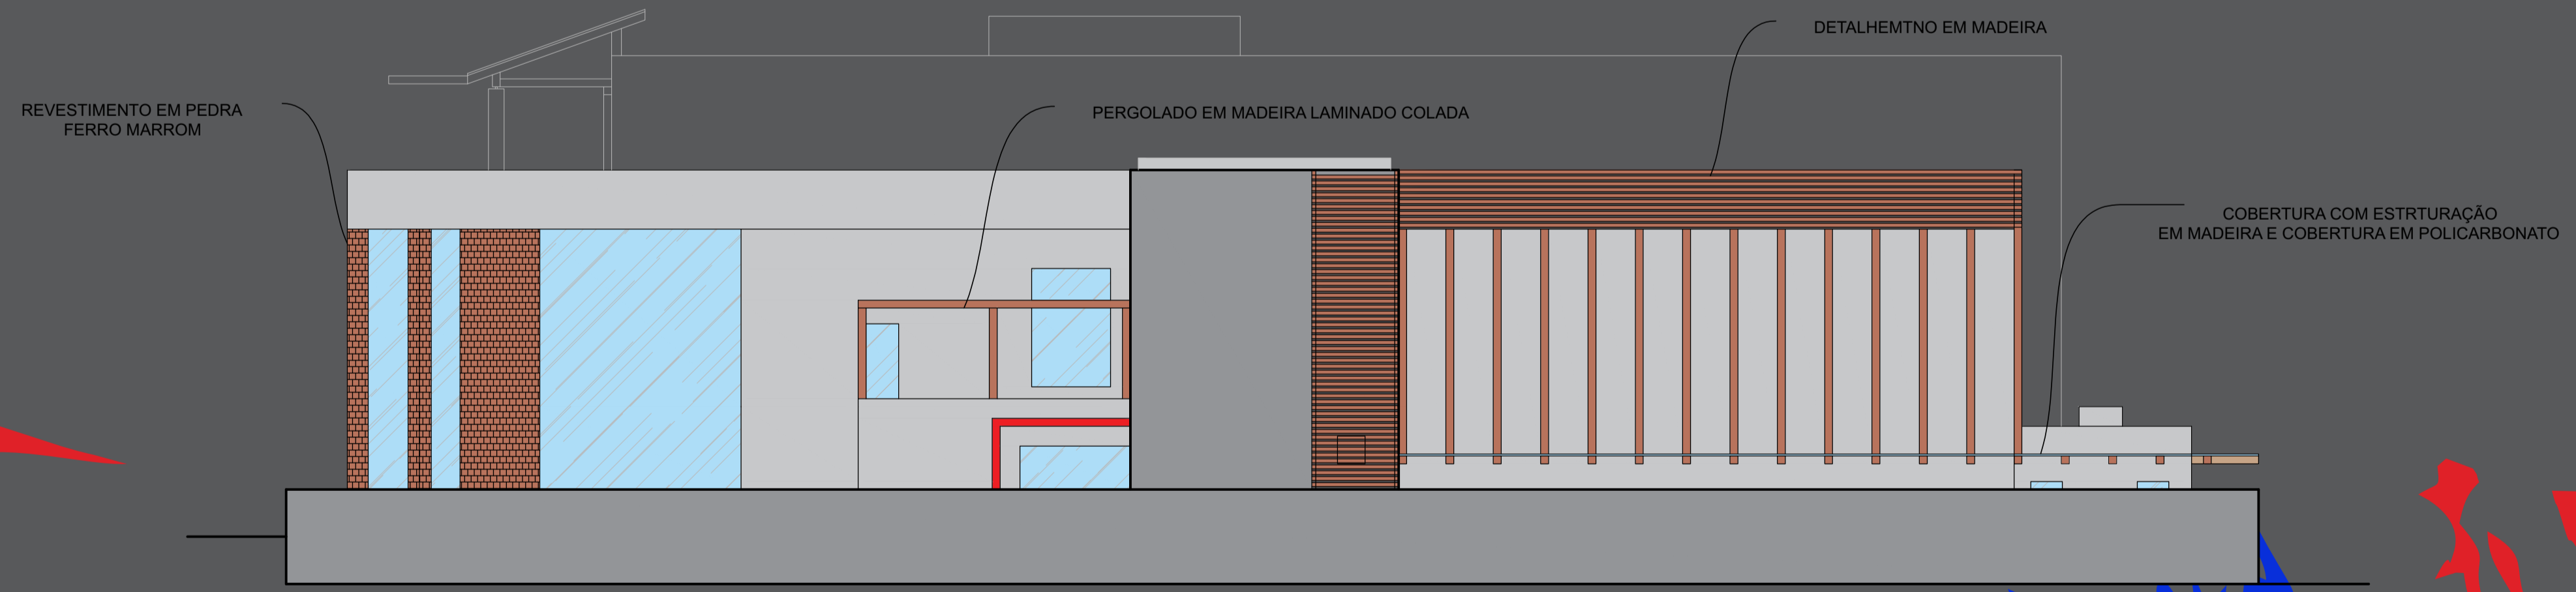 DETALHEMTNO EM MADEIRA
REVESTIMENTO EM PEDRA
FERRO MARROM
PERGOLADO EM MADEIRA LAMINADO COLADA
COBERTURA COM ESTRTURAÇÃO
EM MADEIRA E COBERTURA EM POLICARBONATO